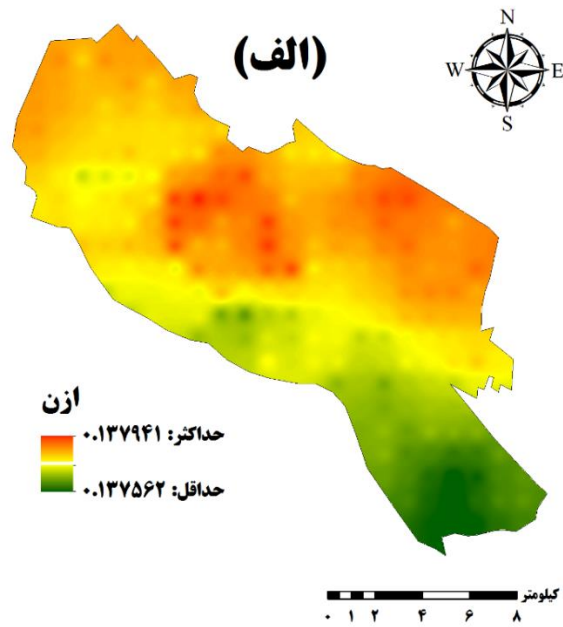 (الف)
N
W E
S
ازن
حداکثر: ۰.۱۳۷۹۴۱
حداقل: ۰.۱۳۷۵۶۲
کیلومتر
۰ ۱ ۲ ۴ ۶ ۸